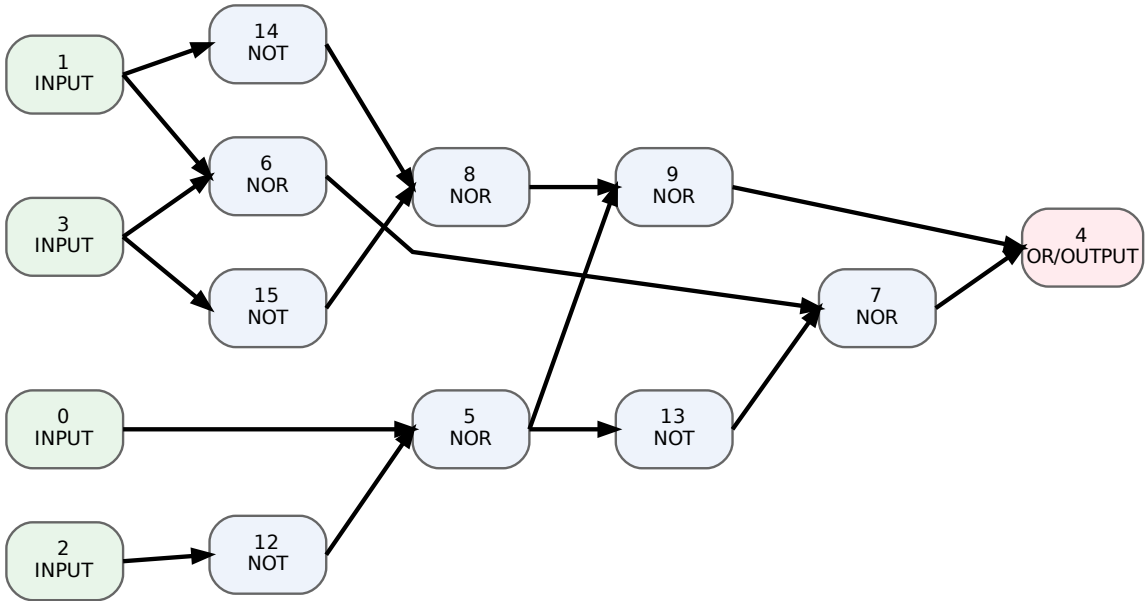 14
NOT
1
INPUT
6
NOR
8
NOR
9
NOR
3
INPUT
4
OR/OUTPUT
15
NOT
7
NOR
0
INPUT
5
NOR
13
NOT
2
INPUT
12
NOT